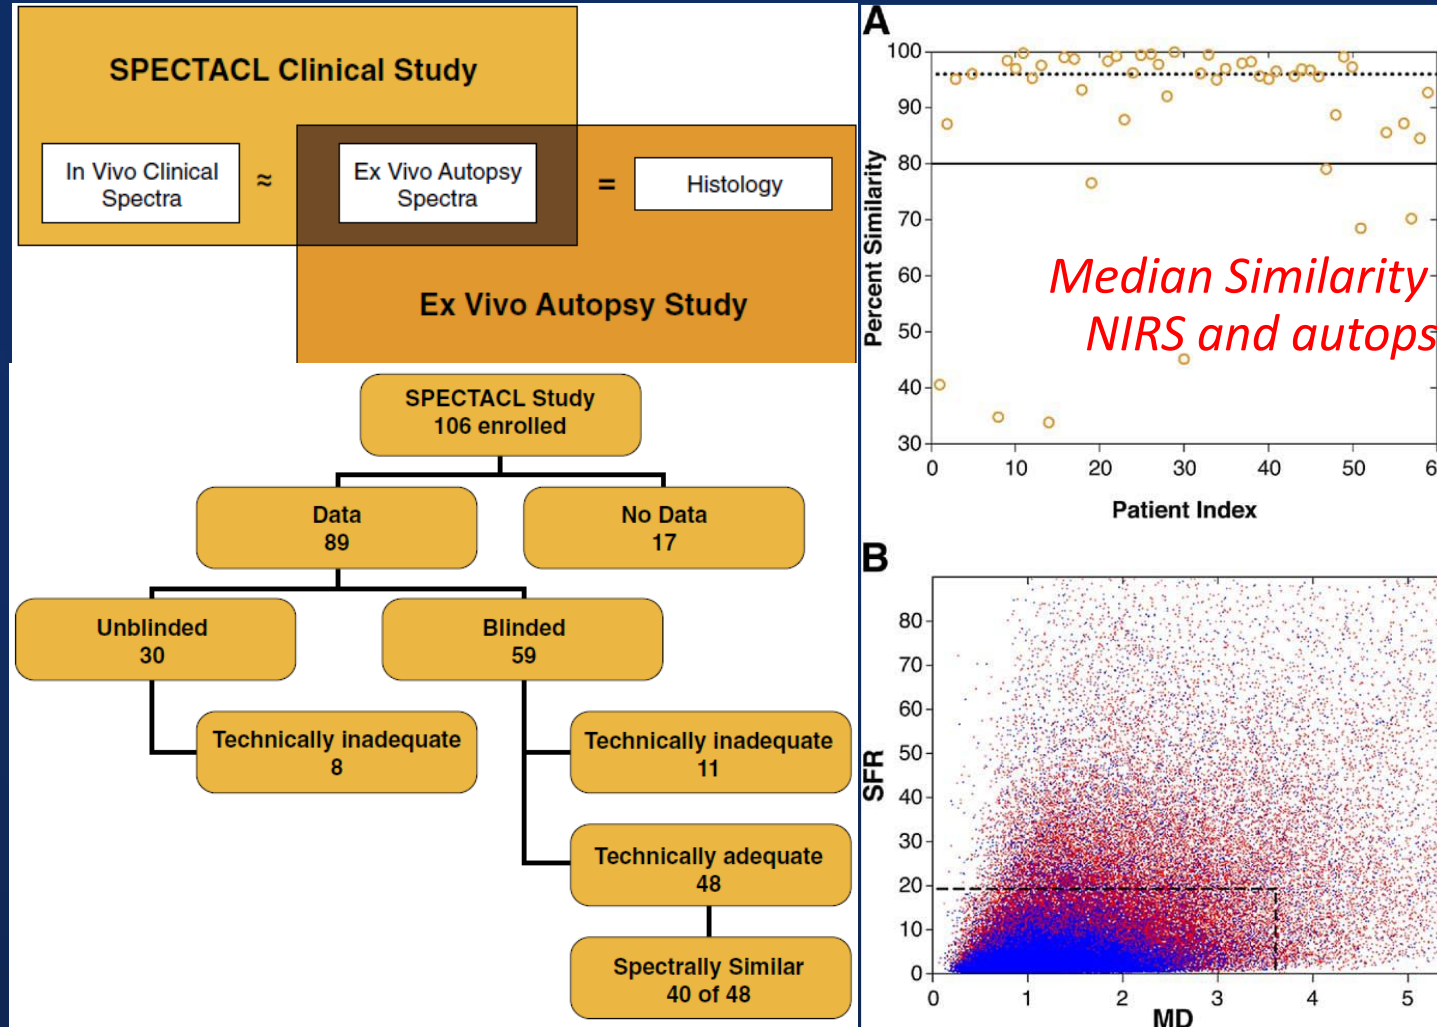 SPECTACL Clinical Study
In Vivo Clinical
Spectra
≈
Ex Vivo Autopsy
Spectra
=
Histology
Ex Vivo Autopsy Study
SPECTACL Study
106 enrolled
Data
89
No Data
17
Unblinded
30
Blinded
59
Technically inadequate
8
Technically inadequate
11
Technically adequate
48
Spectrally Similar
40 of 48
A
Percent Similarity
100
90
80
70
60
50
40
30
Median Similarity
NIRS and autops
0 10 20 30 40 50 6
Patient Index
B
SFR
80
70
60
50
40
30
20
10
0
0 1 2 3 4 5
MD